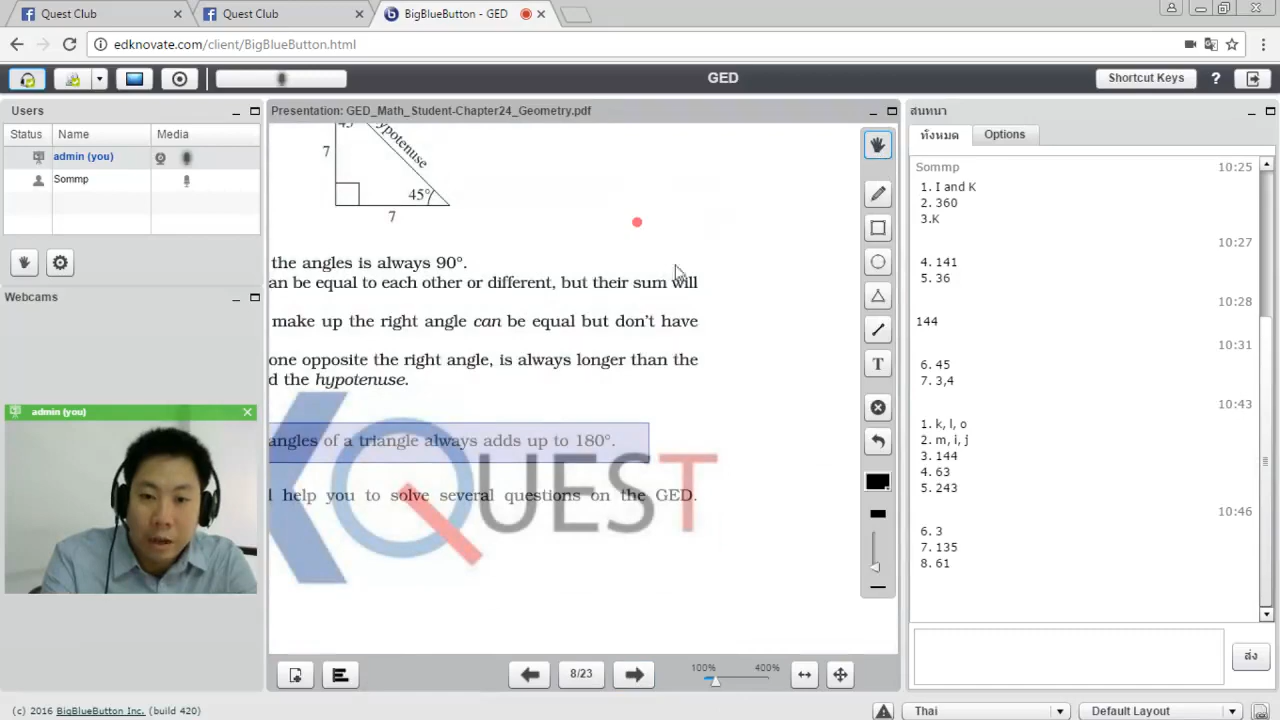 Quest Club
Quest Club
BigBlueButton - GED
edknovate.com/client/BigBlueButton.html
GED
Shortcut Keys
?
Users
Status Name Media
admin (you)
Sommp
Webcams
admin (you)
Presentation: GED_Math_Student-Chapter24_Geometry.pdf
45°
hypotenuse
7
45°
7
the angles is always 90°.
an be equal to each other or different, but their sum will
make up the right angle can be equal but don't have
one opposite the right angle, is always longer than the
d the hypotenuse.
angles of a triangle always adds up to 180°.
l help you to solve several questions on the GED.
QUEST
T
8/23
100% 400%
สนทนา
ทั้งหมด Options
Sommp 10:25
1. I and K
2. 360
3.K
10:27
4. 141
5. 36
10:28
144
10:31
6. 45
7. 3,4
10:43
1. k, l, o
2. m, i, j
3. 144
4. 63
5. 243
10:46
6. 3
7. 135
8. 61
ส่ง
(c) 2016 BigBlueButton Inc. (build 420)
Thai
Default Layout